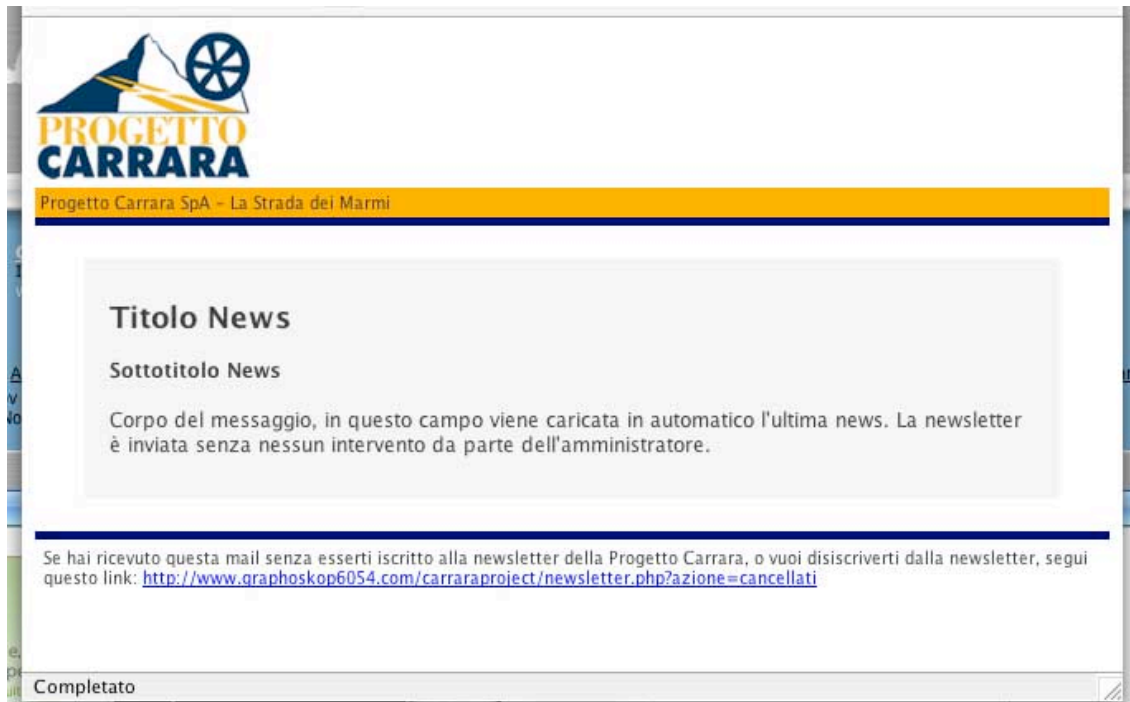 PROGETTO
CARRARA
Progetto Carrara SpA – La Strada dei Marmi
Titolo News
Sottotitolo News
Corpo del messaggio, in questo campo viene caricata in automatico l'ultima news. La newsletter
è inviata senza nessun intervento da parte dell'amministratore.
Se hai ricevuto questa mail senza esserti iscritto alla newsletter della Progetto Carrara, o vuoi disiscriverti dalla newsletter, segui
questo link: http://www.graphoskop6054.com/carraraproject/newsletter.php?azione=cancellati
Completato